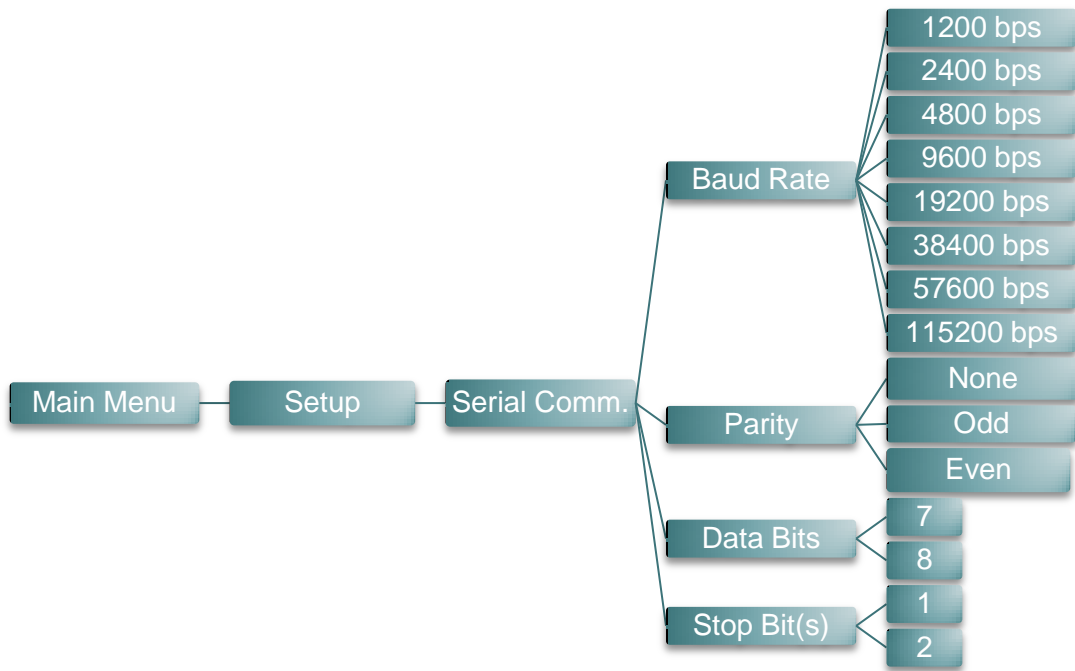 Main Menu
Setup
Serial Comm.
Baud Rate
1200 bps
2400 bps
4800 bps
9600 bps
19200 bps
38400 bps
57600 bps
115200 bps
Parity
None
Odd
Even
Data Bits
7
8
Stop Bit(s)
1
2